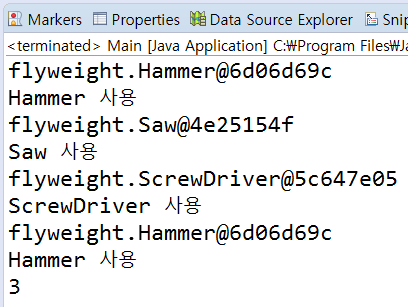 Markers Properties Data Source Explorer Snip
<terminated> Main [Java Application] C:₩Program Files₩Ja
flyweight.Hammer@6d06d69c
Hammer 사용
flyweight.Saw@4e25154f
Saw 사용
flyweight.ScrewDriver@5c647e05
ScrewDriver 사용
flyweight.Hammer@6d06d69c
Hammer 사용
3